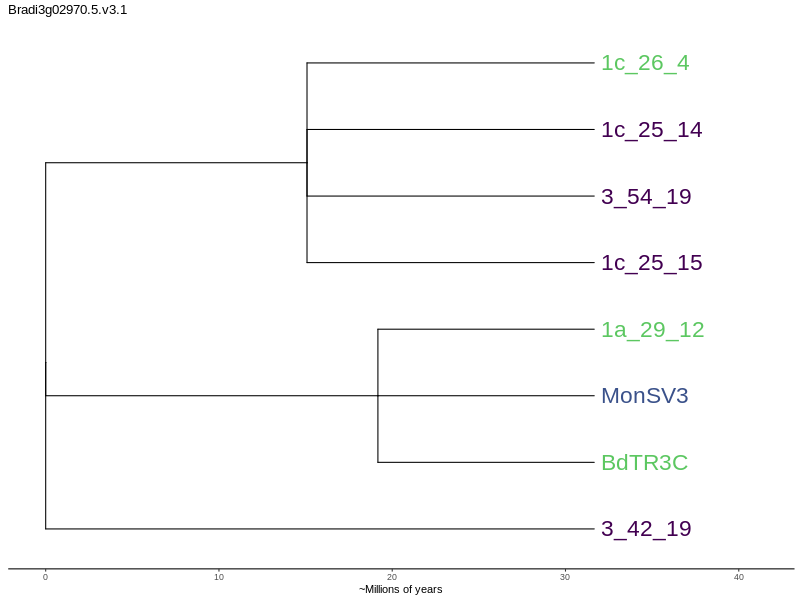 Bradi3g02970.5.v3.1
1c_26_4
1c_25_14
3_54_19
1c_25_15
1a_29_12
MonSV3
BdTR3C
3_42_19
0 10 20 30 40
~Millions of years